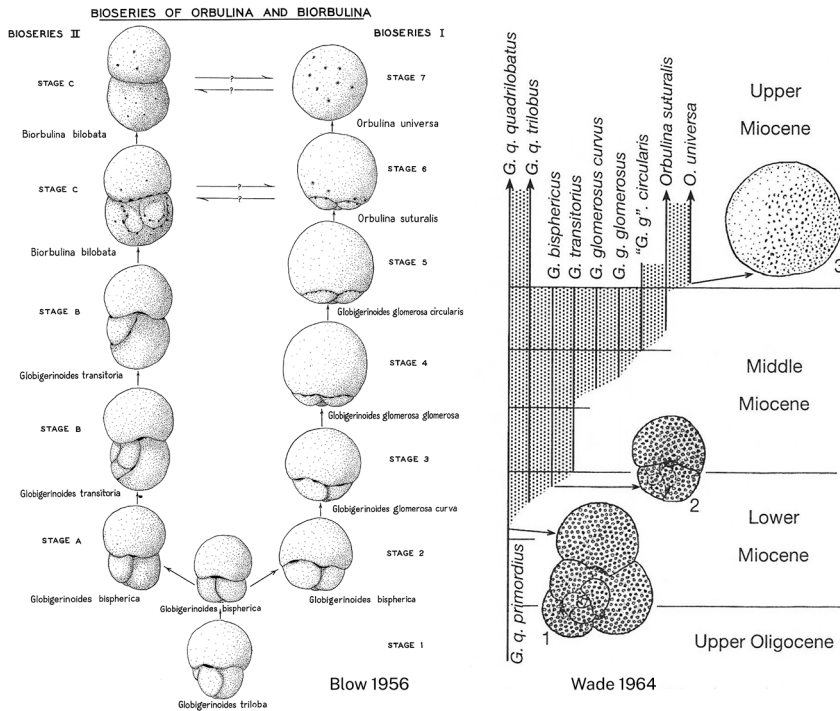 BIOSERIES OF ORBULINA AND BIORBULINA
BIOSERIES II
BIOSERIES I
STAGE C
STAGE 7
Biorbulina bilobata
Orbulina universa
STAGE C
STAGE 6
Orbulina suturalis
Biorbulina bilobata
STAGE 5
STAGE B
Globigerinoides glomerosa circularis
Globigerinoides transitoria
STAGE 4
Globigerinoides glomerosa glomerosa
STAGE B
STAGE 3
Globigerinoides transitoria
Globigerinoides glomerosa curva
STAGE A
STAGE 2
Globigerinoides bispherica
Globigerinoides bispherica
Globigerinoides bispherica
STAGE 1
Globigerinoides triloba
Blow 1956
?
?
?
?
G. q. quadrilobatus
G. q. trilobus
G. bisphericus
G. transitorius
G. glomerosus curvus
G. g. glomerosus
"G. g". circularis
Orbulina suturalis
O. universa
Upper
Miocene
3
Middle
Miocene
2
Lower
Miocene
G. q. primordius
1
Upper Oligocene
Wade 1964